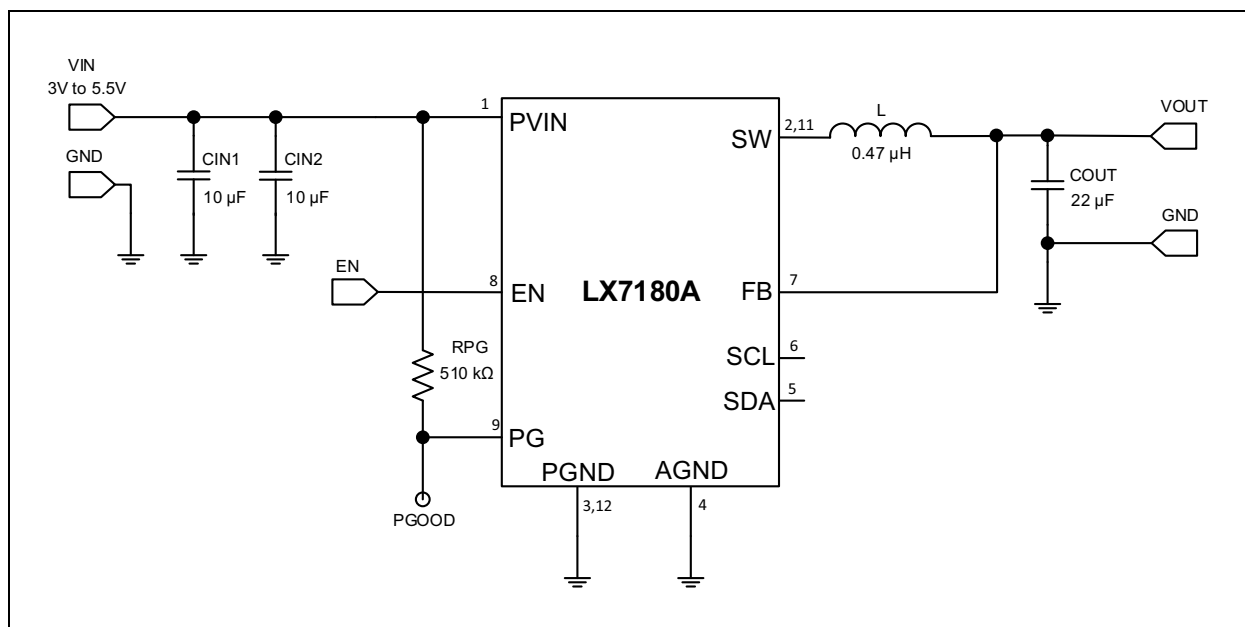 VIN
3V to 5.5V
GND
CIN1
10 µF
CIN2
10 µF
1
PVIN
SW
2,11
L
0.47 µH
VOUT
COUT
22 µF
GND
EN
8
EN
LX7180A
FB
7
RPG
510 kΩ
SCL
6
SDA
5
9
PG
PGND
AGND
3,12
4
PGOOD